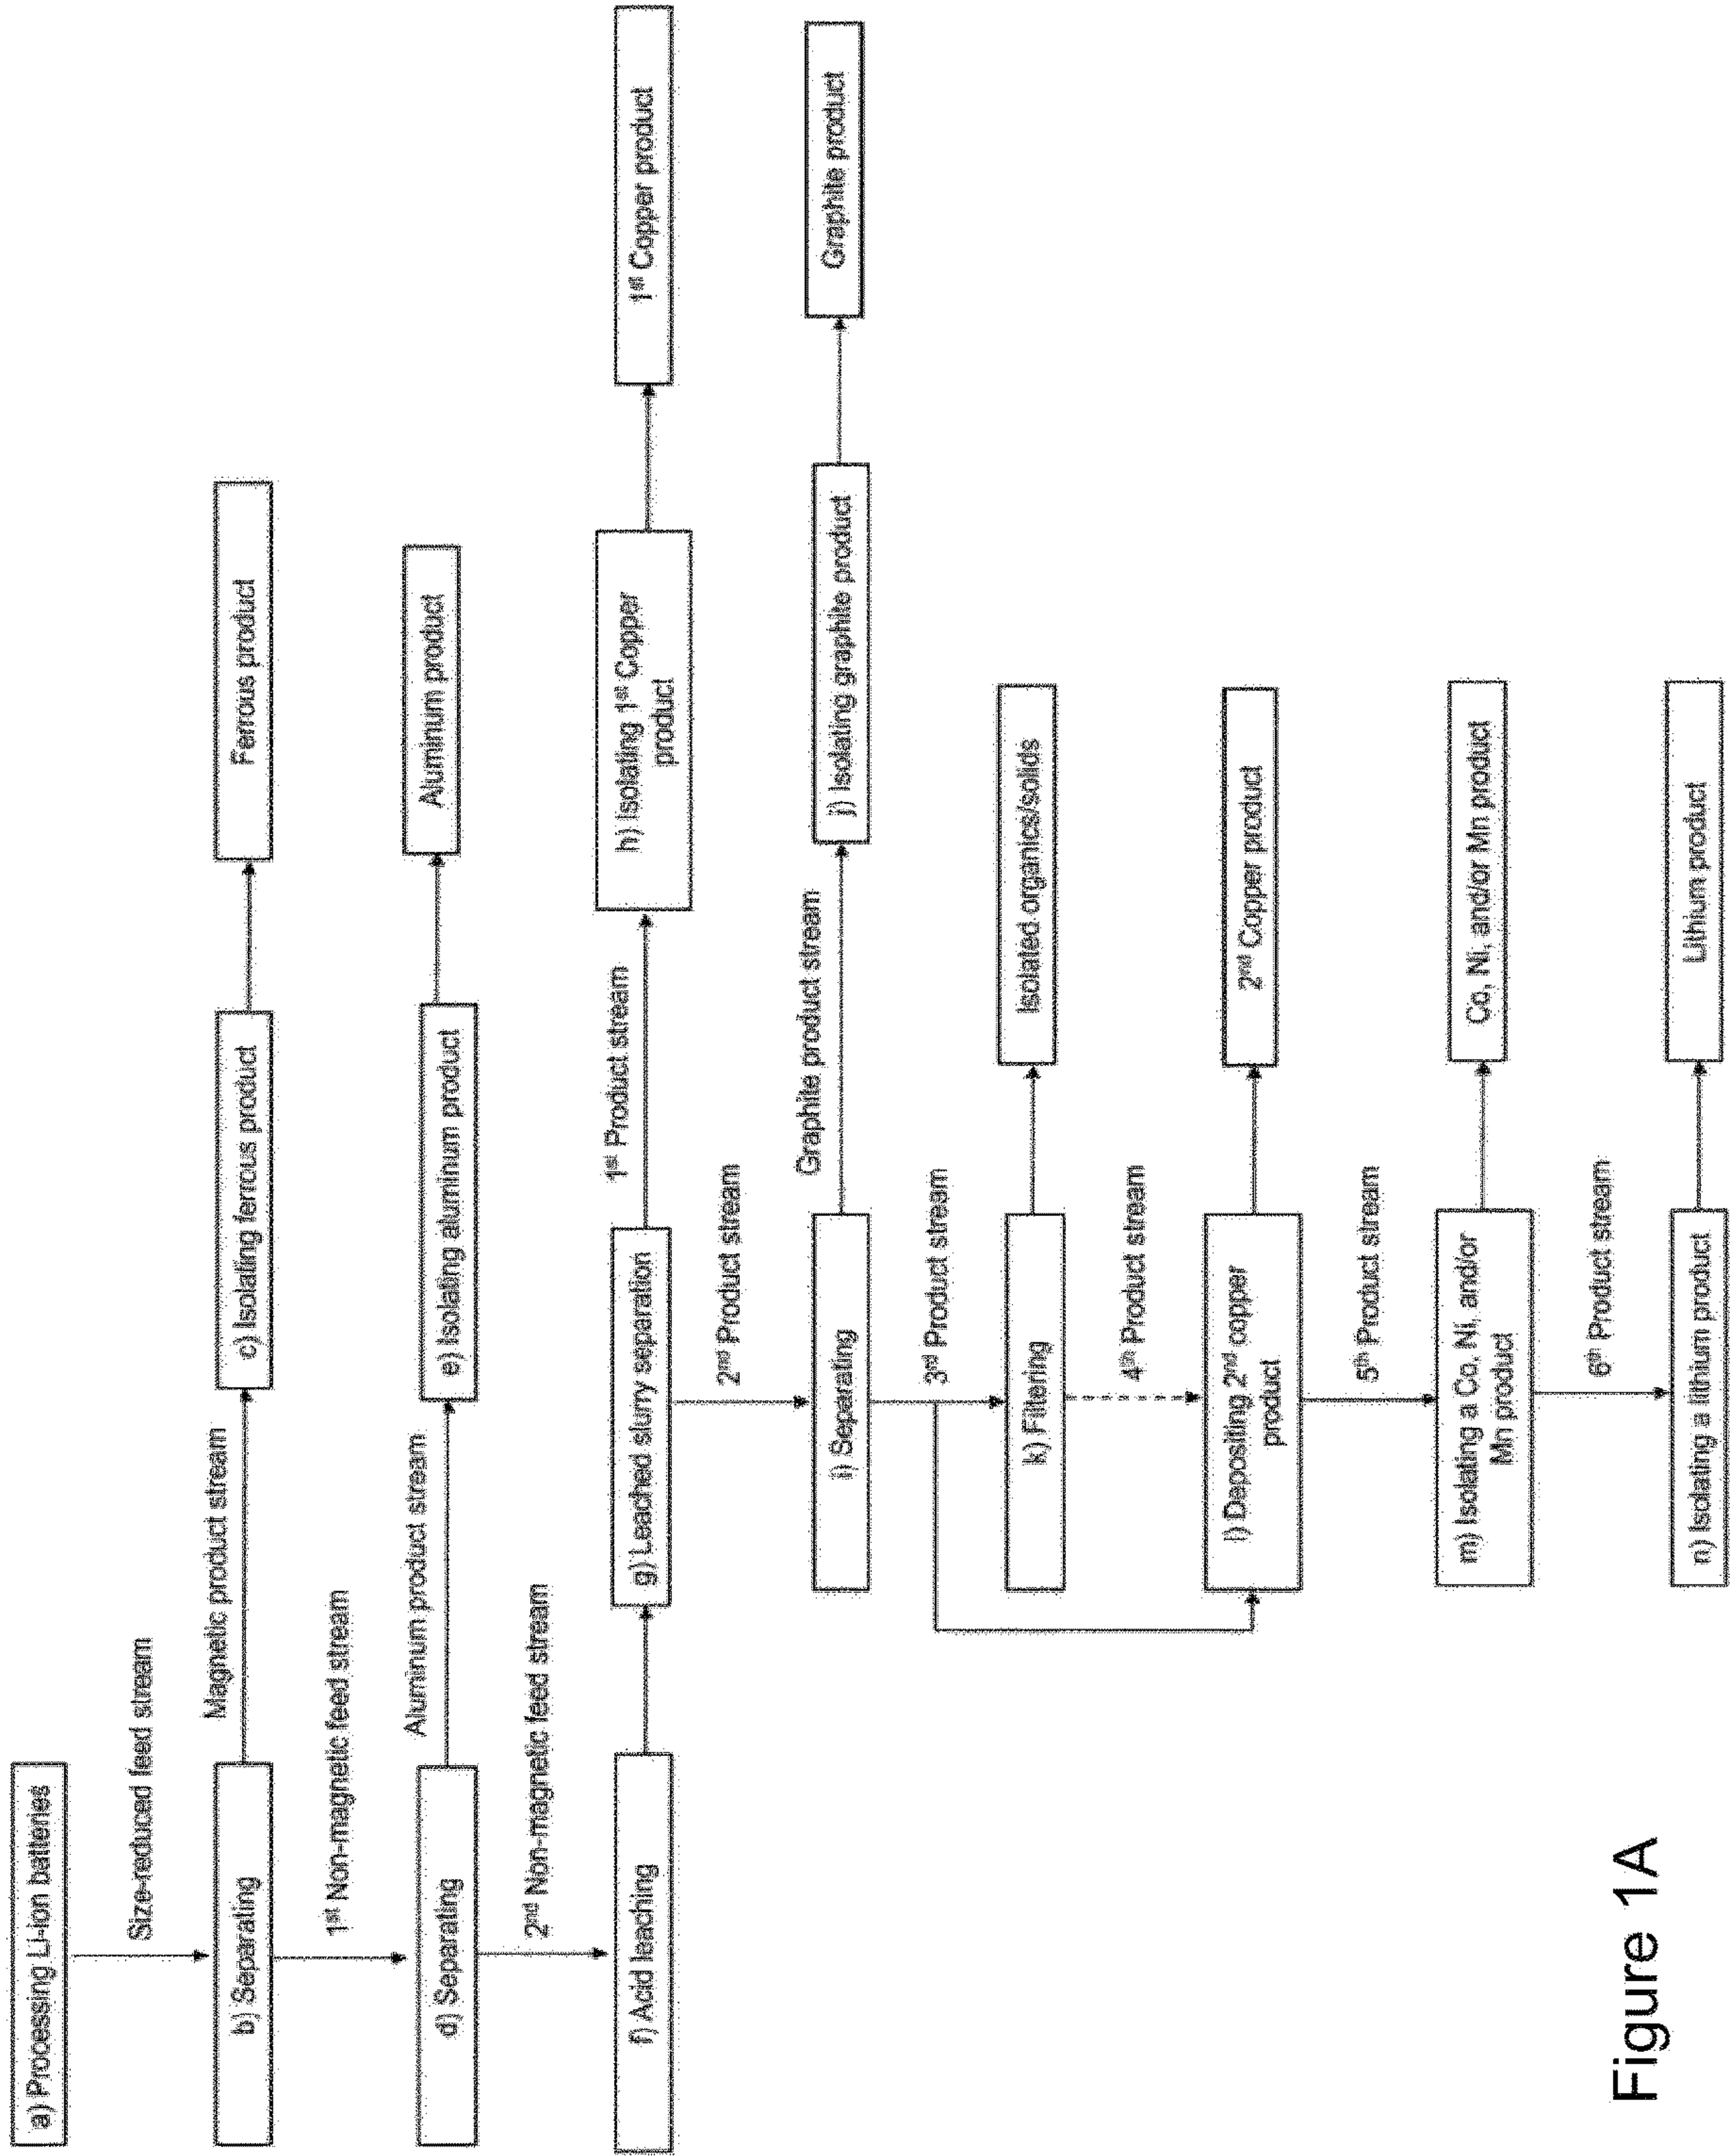 a) Processing Li-ion batteries
Size-reduced feed stream
b) Separating
Magnetic product stream
c) Isolating ferrous product
Ferrous product
1st Non-magnetic feed stream
d) Separating
Aluminum product stream
e) Isolating aluminum product
Aluminum product
2nd Non-magnetic feed stream
f) Acid leaching
g) Leached slurry separation
1st Product stream
h) Isolating 1st Copper
product
1st Copper product
2nd Product stream
i) Separating
Graphite product stream
j) Isolating graphite product
Graphite product
3rd Product stream
k) Filtering
Isolated organics/solids
4th Product stream
l) Depositing 2nd copper
product
2nd Copper product
5th Product stream
m) Isolating a Co, Ni, and/or
Mn product
Co, Ni, and/or Mn product
6th Product stream
n) Isolating a lithium product
Lithium product
Figure 1A